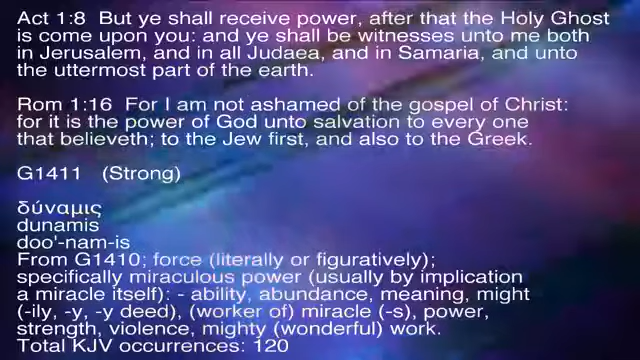 Act 1:8  But ye shall receive power, after that the Holy Ghost
is come upon you: and ye shall be witnesses unto me both
in Jerusalem, and in all Judaea, and in Samaria, and unto
the uttermost part of the earth.
Rom 1:16  For I am not ashamed of the gospel of Christ:
for it is the power of God unto salvation to every one
that believeth; to the Jew first, and also to the Greek.
G1411   (Strong)
δύναμις
dunamis
doo'-nam-is
From G1410; force (literally or figuratively);
specifically miraculous power (usually by implication
a miracle itself): - ability, abundance, meaning, might
(-ily, -y, -y deed), (worker of) miracle (-s), power,
strength, violence, mighty (wonderful) work.
Total KJV occurrences: 120